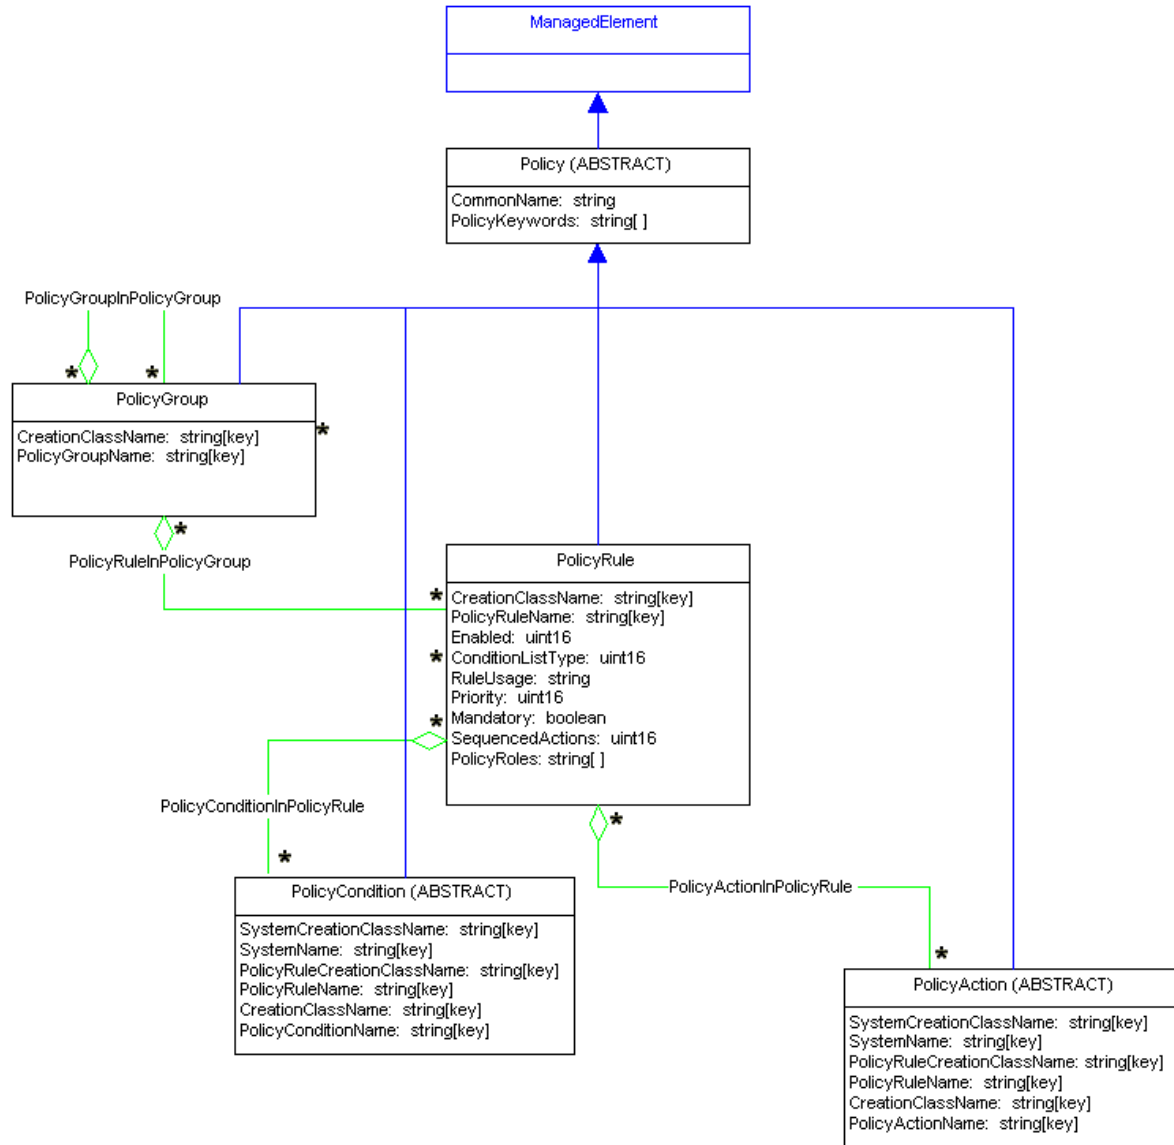 ManagedElement
Policy (ABSTRACT)
CommonName: string
PolicyKeywords: string[ ]
PolicyGroupInPolicyGroup
* *
PolicyGroup
CreationClassName: string[key]
PolicyGroupName: string[key]
*
*
PolicyRuleInPolicyGroup
PolicyRule
* CreationClassName: string[key]
PolicyRuleName: string[key]
Enabled: uint16
* ConditionListType: uint16
RuleUsage: string
Priority: uint16
* Mandatory: boolean
SequencedActions: uint16
PolicyRoles: string[ ]
PolicyConditionInPolicyRule
*
*
PolicyCondition (ABSTRACT)
SystemCreationClassName: string[key]
SystemName: string[key]
PolicyRuleCreationClassName: string[key]
PolicyRuleName: string[key]
CreationClassName: string[key]
PolicyConditionName: string[key]
PolicyActionInPolicyRule
*
PolicyAction (ABSTRACT)
SystemCreationClassName: string[key]
SystemName: string[key]
PolicyRuleCreationClassName: string[key]
PolicyRuleName: string[key]
CreationClassName: string[key]
PolicyActionName: string[key]